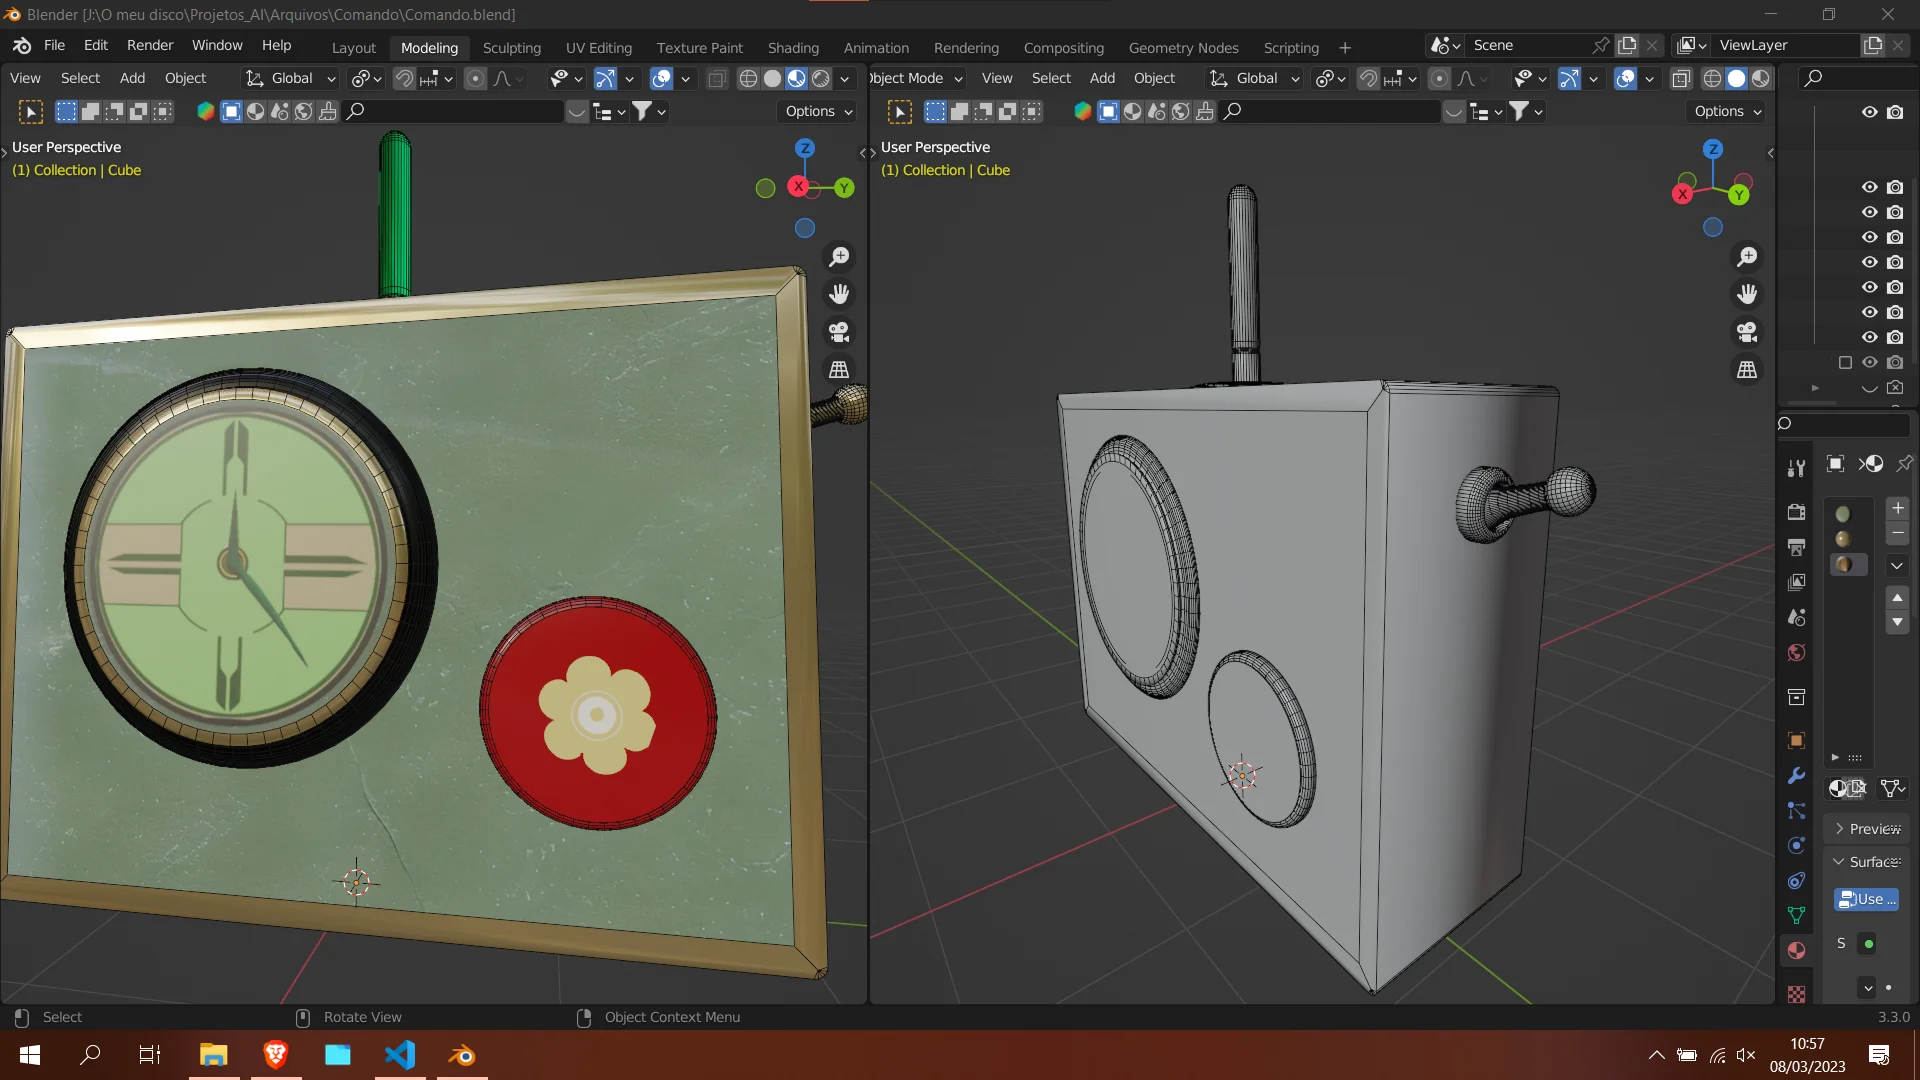 Blender [J:\O meu disco\Projetos_AI\Arquivos\Comando\Comando.blend]
File Edit Render Window Help Layout Modeling Sculpting UV Editing Texture Paint Shading Animation Rendering Compositing Geometry Nodes Scripting Scene ViewLayer
View Select Add Object Global
bject Mode View Select Add Object Global
Options
Options
User Perspective
(1) Collection | Cube
Z
X
Y
User Perspective
(1) Collection | Cube
Z
X
Y
Preview
Surface
Use ...
S
Select
Rotate View
Object Context Menu
3.3.0
10:57
08/03/2023